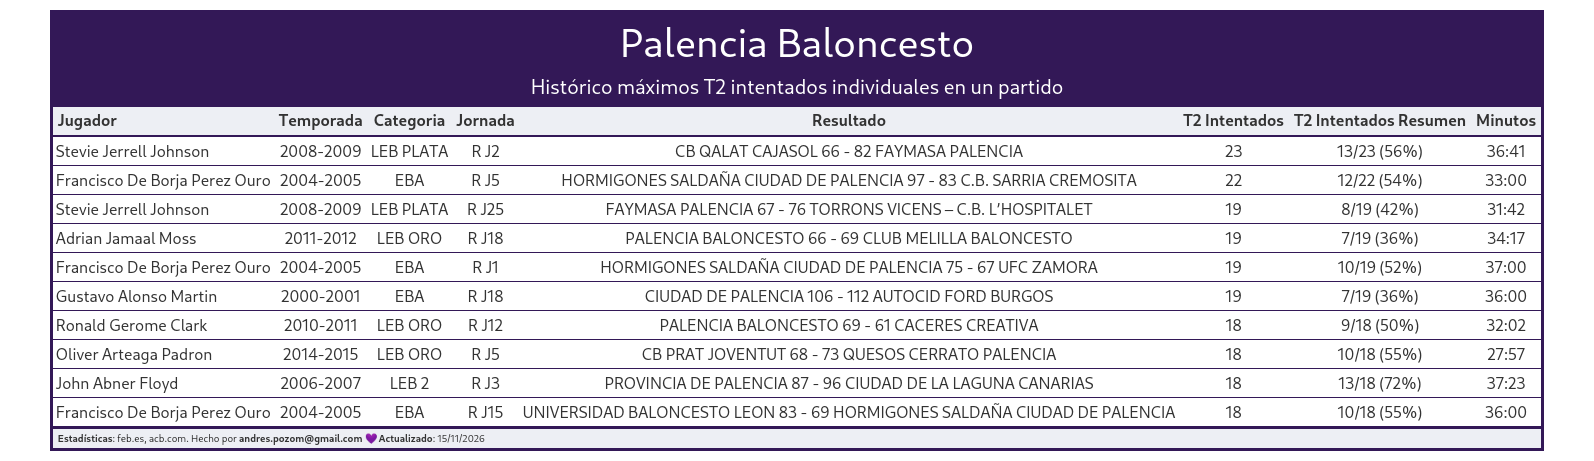 Palencia Baloncesto
Histórico máximos T2 intentados individuales en un partido
Jugador Temporada Categoria Jornada Resultado T2 Intentados T2 Intentados Resumen Minutos
Stevie Jerrell Johnson 2008-2009 LEB PLATA R J2 CB QALAT CAJASOL 66 - 82 FAYMASA PALENCIA 23 13/23 (56%) 36:41
Francisco De Borja Perez Ouro 2004-2005 EBA R J5 HORMIGONES SALDAÑA CIUDAD DE PALENCIA 97 - 83 C.B. SARRIA CREMOSITA 22 12/22 (54%) 33:00
Stevie Jerrell Johnson 2008-2009 LEB PLATA R J25 FAYMASA PALENCIA 67 - 76 TORRONS VICENS – C.B. L’HOSPITALET 19 8/19 (42%) 31:42
Adrian Jamaal Moss 2011-2012 LEB ORO R J18 PALENCIA BALONCESTO 66 - 69 CLUB MELILLA BALONCESTO 19 7/19 (36%) 34:17
Francisco De Borja Perez Ouro 2004-2005 EBA R J1 HORMIGONES SALDAÑA CIUDAD DE PALENCIA 75 - 67 UFC ZAMORA 19 10/19 (52%) 37:00
Gustavo Alonso Martin 2000-2001 EBA R J18 CIUDAD DE PALENCIA 106 - 112 AUTOCID FORD BURGOS 19 7/19 (36%) 36:00
Ronald Gerome Clark 2010-2011 LEB ORO R J12 PALENCIA BALONCESTO 69 - 61 CACERES CREATIVA 18 9/18 (50%) 32:02
Oliver Arteaga Padron 2014-2015 LEB ORO R J5 CB PRAT JOVENTUT 68 - 73 QUESOS CERRATO PALENCIA 18 10/18 (55%) 27:57
John Abner Floyd 2006-2007 LEB 2 R J3 PROVINCIA DE PALENCIA 87 - 96 CIUDAD DE LA LAGUNA CANARIAS 18 13/18 (72%) 37:23
Francisco De Borja Perez Ouro 2004-2005 EBA R J15 UNIVERSIDAD BALONCESTO LEON 83 - 69 HORMIGONES SALDAÑA CIUDAD DE PALENCIA 18 10/18 (55%) 36:00
Estadísticas: feb.es, acb.com. Hecho por andres.pozom@gmail.com 💜 Actualizado: 15/11/2026